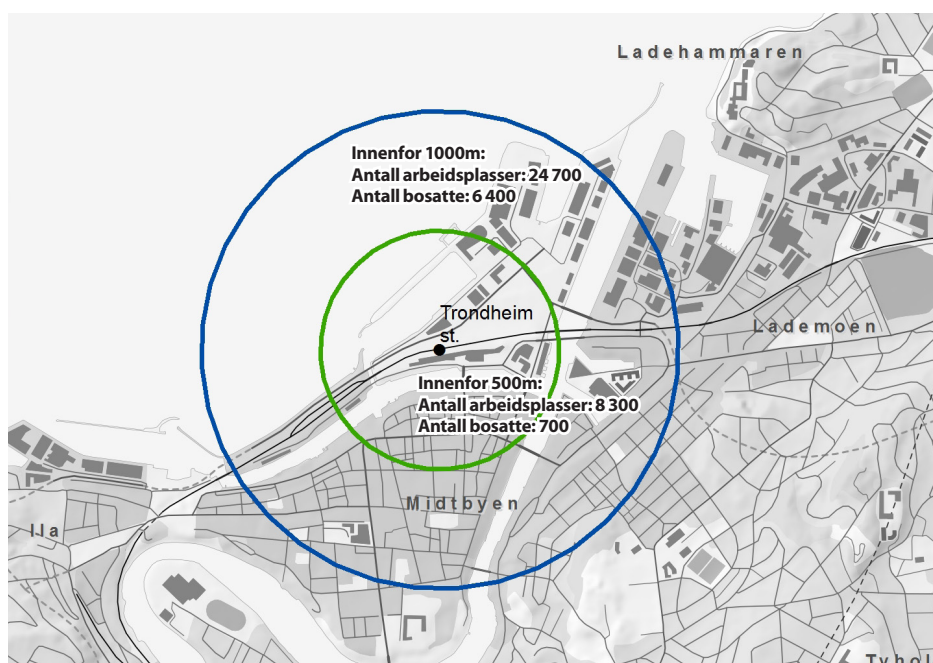 Ladehammaren
Innenfor 1000m:
Antall arbeidsplasser: 24 700
Antall bosatte: 6 400
Trondheim
st.
Lademoen
Innenfor 500m:
Antall arbeidsplasser: 8 300
Antall bosatte: 700
Midtbyen
Ila
Tyhol